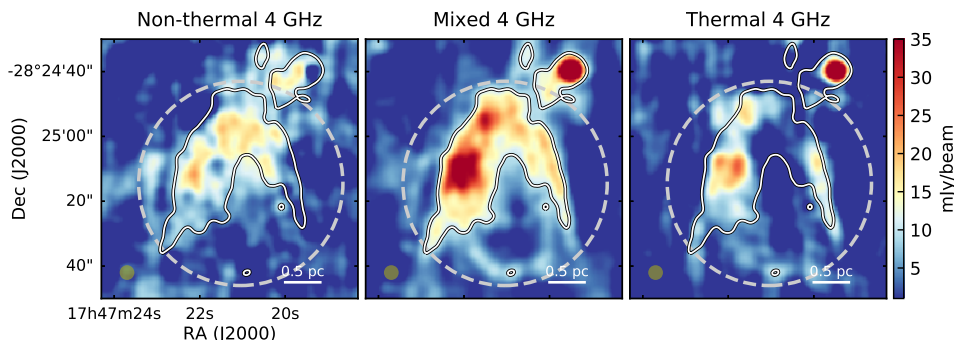 Non-thermal 4 GHz
Mixed 4 GHz
Thermal 4 GHz
Dec (J2000)
-28°24'40"
25'00"
20"
40"
0.5 pc
0.5 pc
0.5 pc
17h47m24s
22s
20s
RA (J2000)
35
30
25
20
15
10
5
mJy/beam